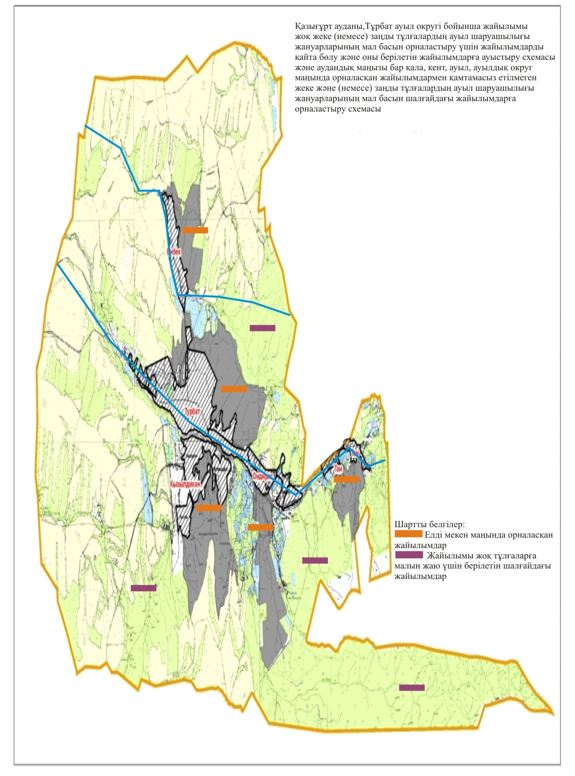 Қазығұрт ауданы,Тұрбат ауыл округі бойынша жайылымы
жоқ жеке (немесе) заңды тұлғалардың ауыл шаруашылығы
жануарларының мал басын орналастыру үшін жайылымдарды
қайта бөлу және оны берілетін жайылымдарға ауыстыру схемасы
және аудандық маңызы бар қала, кент, ауыл, ауылдық округ
маңында орналасқан жайылымдармен қамтамасыз етілмеген
жеке және (немесе) заңды тұлғалардың ауыл шаруашылығы
жануарларының мал басын шалғайдағы жайылымдарға
орналастыру схемасы
Тұрбат
Қызылдихан
Шартты белгілер:
Елді мекен маңында орналасқан
жайылымдар
Жайылымы жоқ тұлғаларға
малын жаю үшін берілетін шалғайдағы
жайылымдар